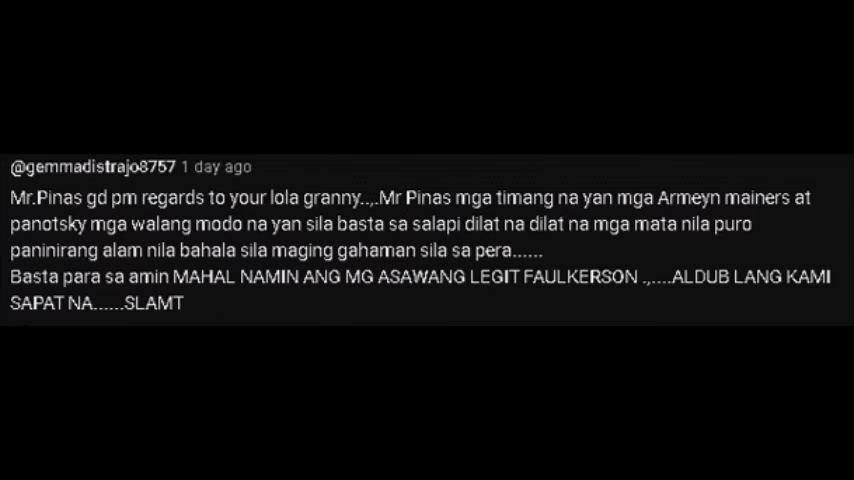 @gemmadistrajo8757 1 day ago
Mr.Pinas gd pm regards to your lola granny..,.Mr Pinas mga timang na yan mga Armeyn mainers at
panotsky mga walang modo na yan sila basta sa salapi dilat na dilat na mga mata nila puro
paninirang alam nila bahala sila maging gahaman sila sa pera......
Basta para sa amin MAHAL NAMIN ANG MG ASAWANG LEGIT FAULKERSON .,....ALDUB LANG KAMI
SAPAT NA......SLAMT